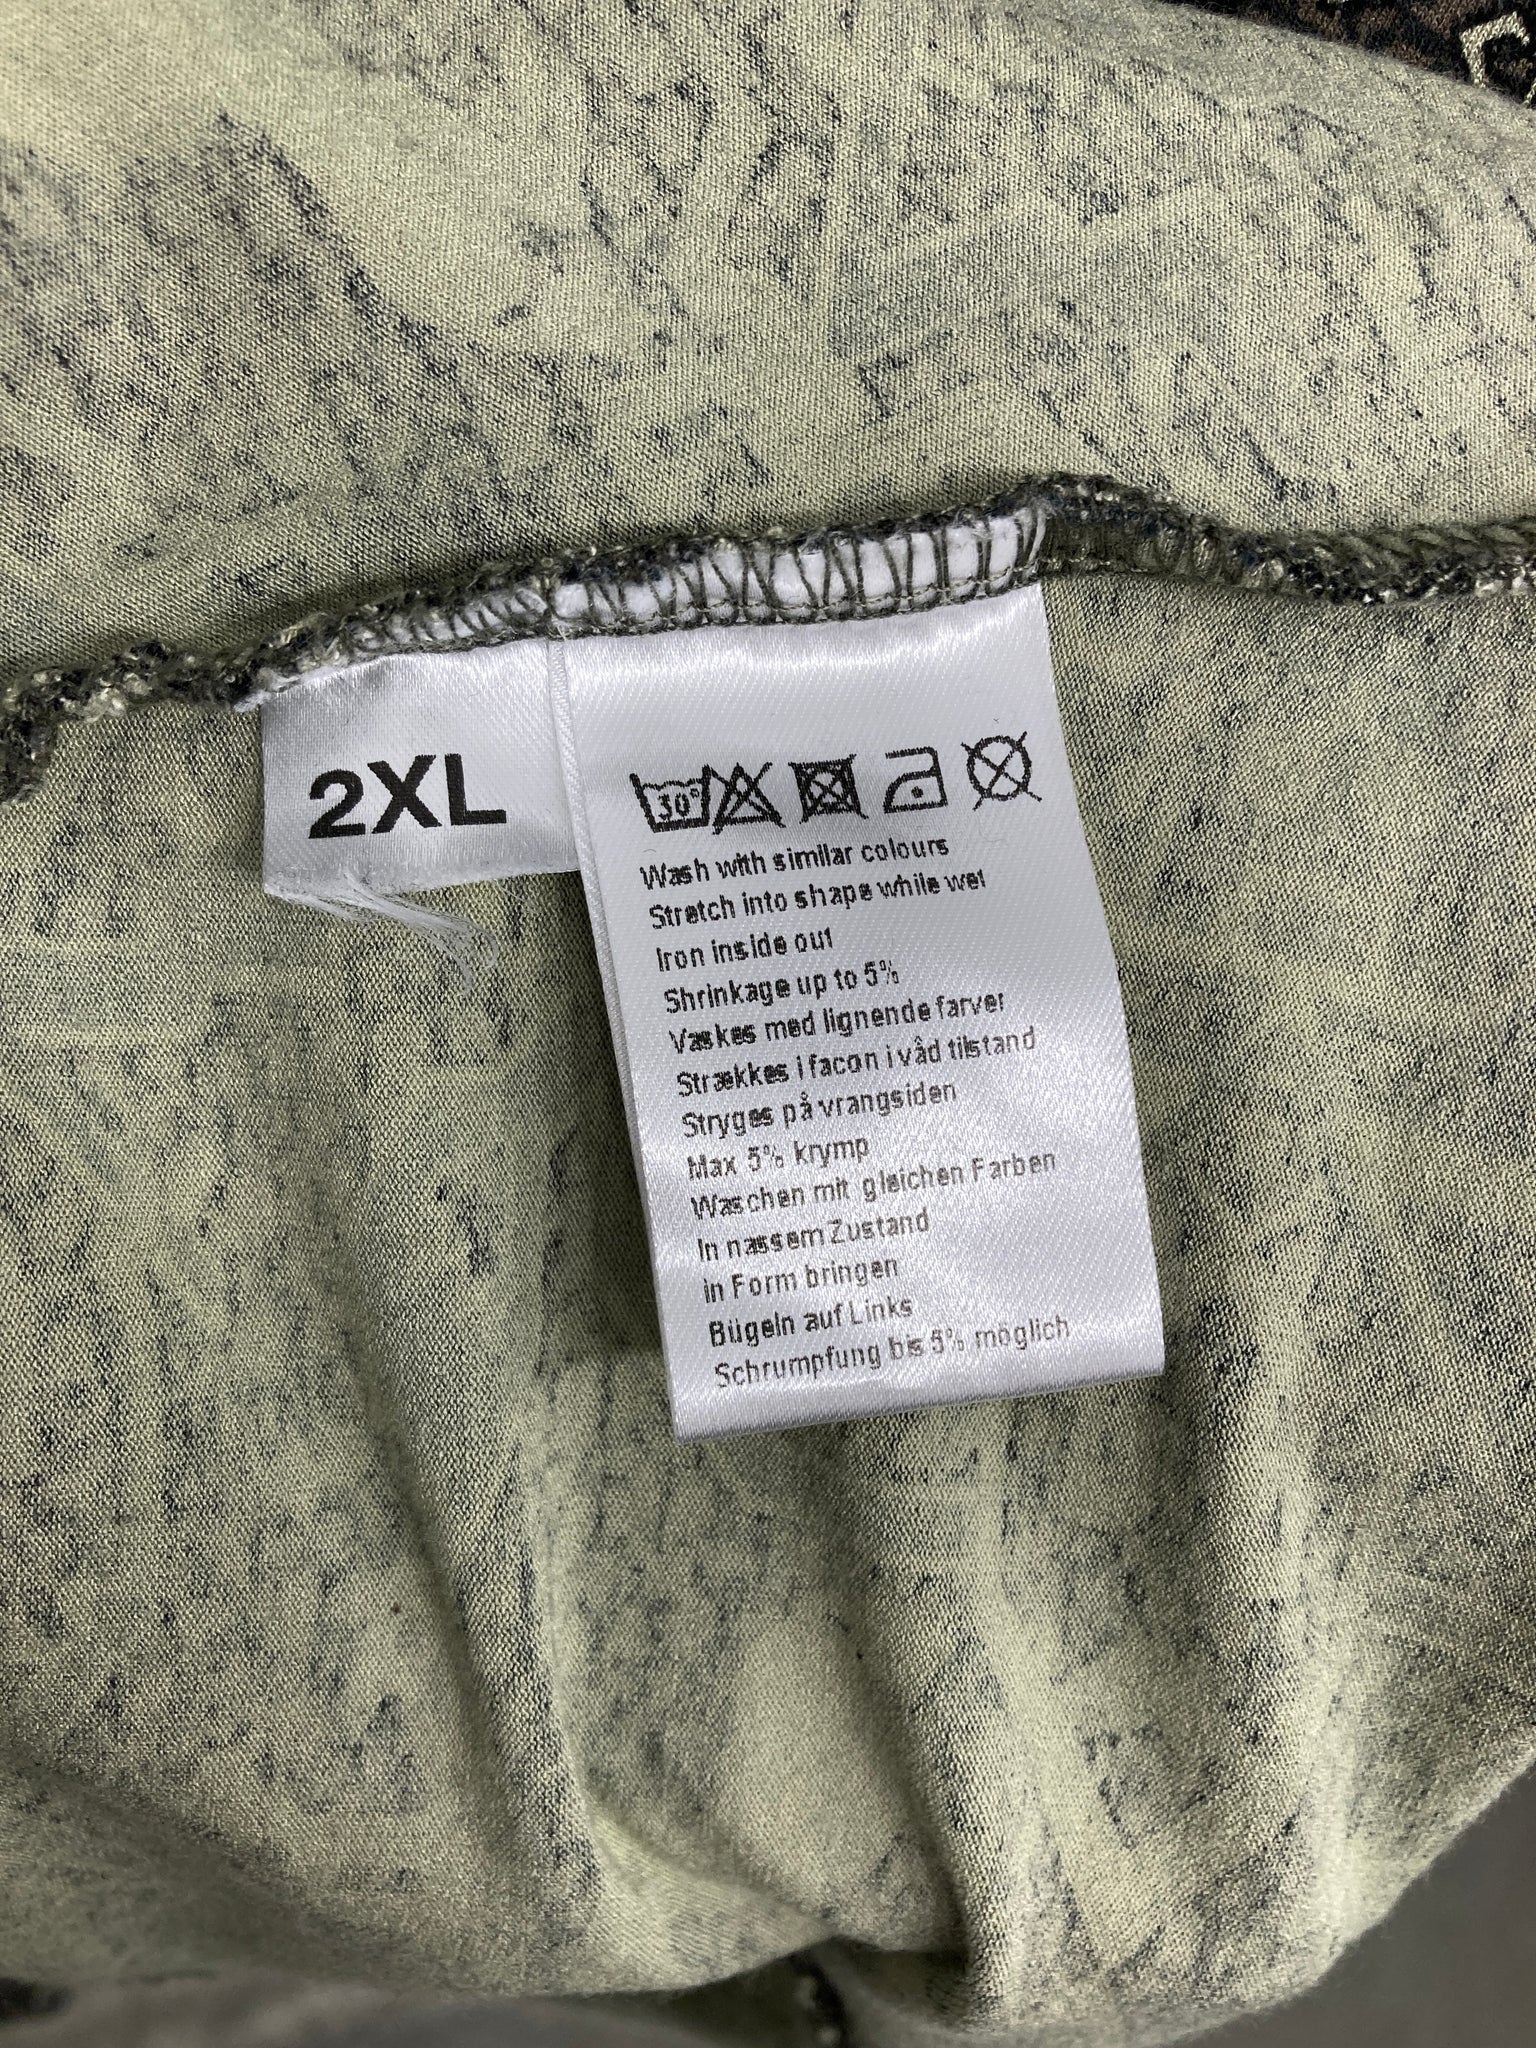 2XL
30°
Wash with similar colours
Stretch into shape while wet
Iron inside out
Shrinkage up to 5%
Vaskes med lignende farver
Strækkes i facon i våd tilstand
Stryges på vrangsiden
Max 5% krymp
Waschen mit gleichen Farben
In nassem Zustand
in Form bringen
Bügeln auf Links
Schrumpfung bis 5% möglich